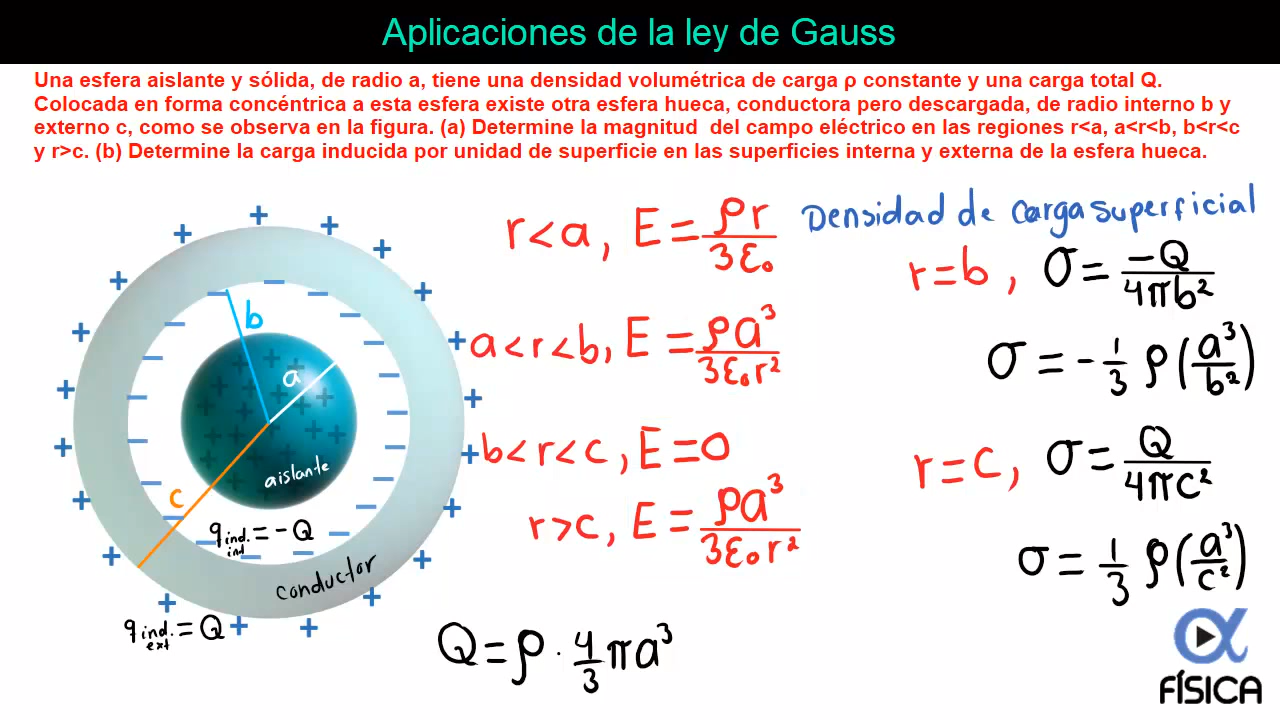 Aplicaciones de la ley de Gauss
Una esfera aislante y sólida, de radio a, tiene una densidad volumétrica de carga ρ constante y una carga total Q.
Colocada en forma concéntrica a esta esfera existe otra esfera hueca, conductora pero descargada, de radio interno b y
externo c, como se observa en la figura. (a) Determine la magnitud del campo eléctrico en las regiones r<a, a<r<b, b<r<c
y r>c. (b) Determine la carga inducida por unidad de superficie en las superficies interna y externa de la esfera hueca.
b
a
aislante
c
q ind. ind = -Q
conductor
q ind. ext = Q
r<a, E = ρr / 3ε₀
a<r<b, E = ρa³ / 3ε₀r²
b<r<c, E = 0
r>c, E = ρa³ / 3ε₀r²
Q = ρ · 4/3 πa³
Densidad de carga superficial
r=b, σ = -Q / 4πb²
σ = - 1/3 ρ (a³/b²)
r=c, σ = Q / 4πc²
σ = 1/3 ρ (a³/c²)
FÍSICA